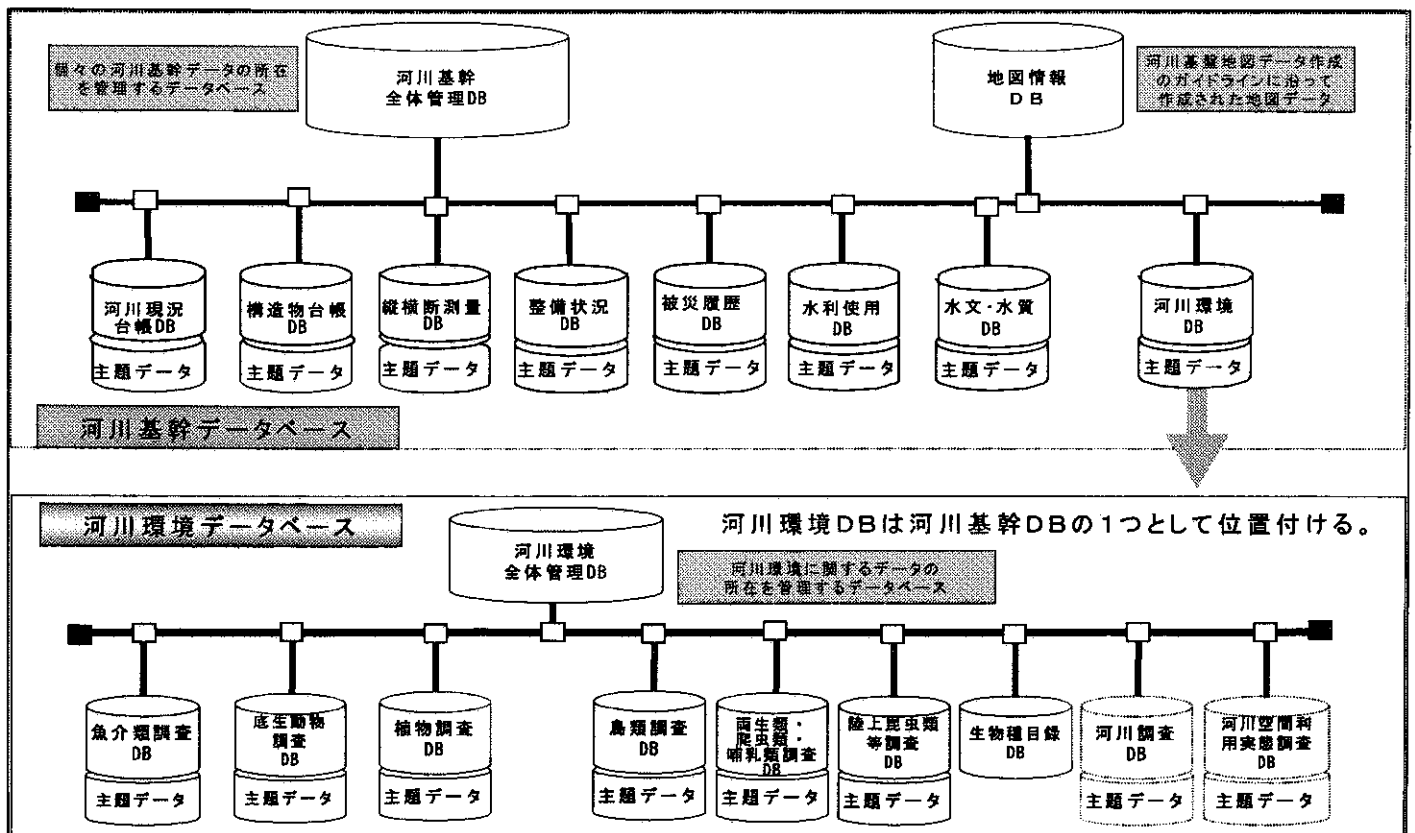 個々の河川基幹データの所在
を管理するデータベース
河川基幹
全体管理DB
地図情報
DB
河川基盤地図データ作成
のガイドラインに沿って
作成された地図データ
河川現況
台帳DB
主題データ
構造物台帳
DB
主題データ
縦横断測量
DB
主題データ
整備状況
DB
主題データ
被災履歴
DB
主題データ
水利使用
DB
主題データ
水文・水質
DB
主題データ
河川環境
DB
主題データ
河川基幹データベース
河川環境データベース
河川環境DBは河川基幹DBの1つとして位置付ける。
河川環境
全体管理DB
河川環境に関するデータの
所在を管理するデータベース
魚介類調査
DB
主題データ
底生動物
調査
DB
主題データ
植物調査
DB
主題データ
鳥類調査
DB
主題データ
両生類・
爬虫類・
哺乳類調査
DB
主題データ
陸上昆虫類
等調査
DB
主題データ
生物種目録
DB
河川調査
DB
主題データ
河川空間利
用実態調査
DB
主題データ